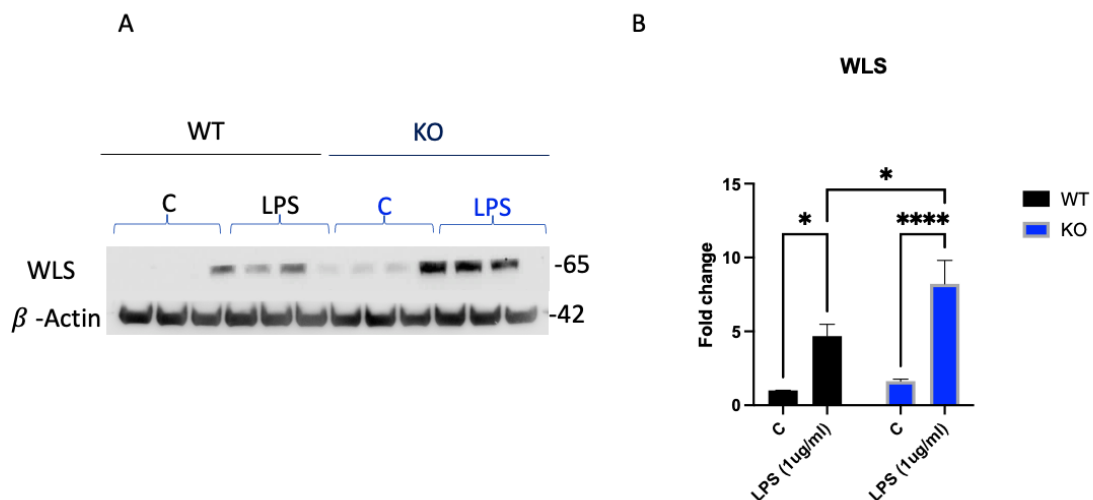 A
WT
KO
C
LPS
C
LPS
WLS
-65
β -Actin
-42
B
WLS
Fold change
15
10
5
0
*
*
****
C
LPS (1ug/ml)
C
LPS (1ug/ml)
WT
KO